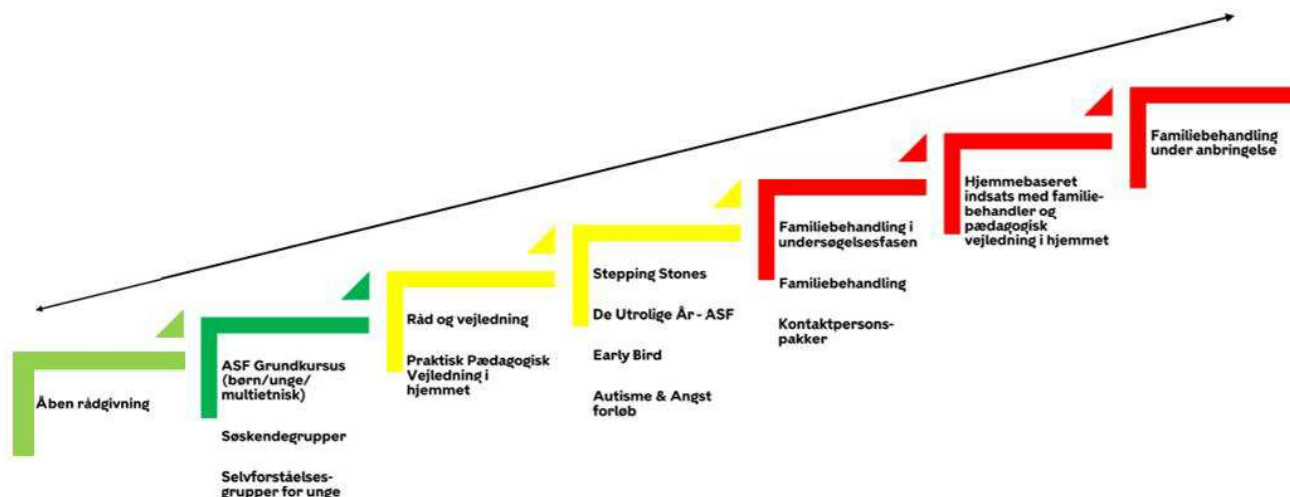 Åben rådgivning
ASF Grundkursus
(børn/unge/
multietnisk)
Søskendegrupper
Selvforståelses-
grupper for unge
Råd og vejledning
Praktisk Pædagogisk
Vejledning i
hjemmet
Stepping Stones
De Utrolige År - ASF
Early Bird
Autisme & Angst
forløb
Familiebehandling i
undersøgelsesfasen
Familiebehandling
Kontaktpersons-
pakker
Hjemmebaseret
indsats med familie-
behandler og
pædagogisk
vejledning i hjemmet
Familiebehandling
under anbringelse